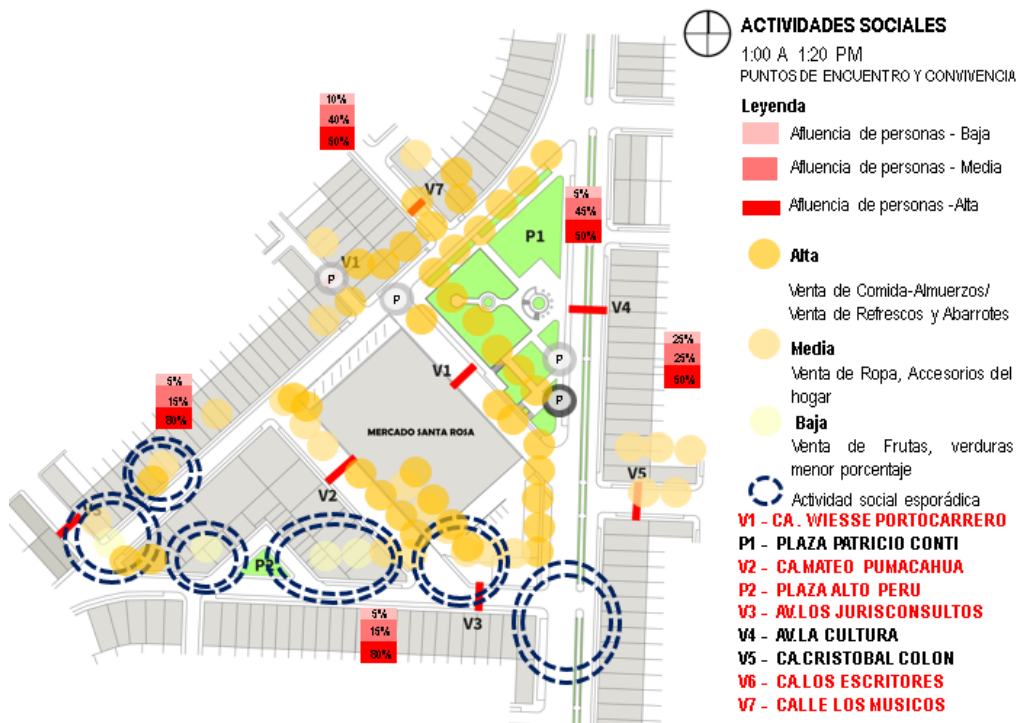 ACTIVIDADES SOCIALES
1:00 A 1:20 PM
PUNTOS DE ENCUENTRO Y CONVIVENCIA
Leyenda
Afluencia de personas - Baja
Afluencia de personas - Media
Afluencia de personas -Alta
Alta
Venta de Comida-Almuerzos/
Venta de Refrescos y Abarrotes
Media
Venta de Ropa, Accesorios del
hogar
Baja
Venta de Frutas, verduras
menor porcentaje
Actividad social esporádica
V1 - CA. WIESSE PORTOCARRERO
P1 - PLAZA PATRICIO CONTI
V2 - CA.MATEO PUMACAHUA
P2 - PLAZA ALTO PERU
V3 - AV.LOS JURISCONSULTOS
V4 - AV.LA CULTURA
V5 - CA.CRISTOBAL COLON
V6 - CA.LOS ESCRITORES
V7 - CALLE LOS MUSICOS
10%
40%
50%
V7
5%
45%
50%
P1
V1
P
P
V4
25%
25%
50%
P
V1
P
5%
15%
80%
MERCADO SANTA ROSA
V2
V5
P2
V3
5%
15%
80%